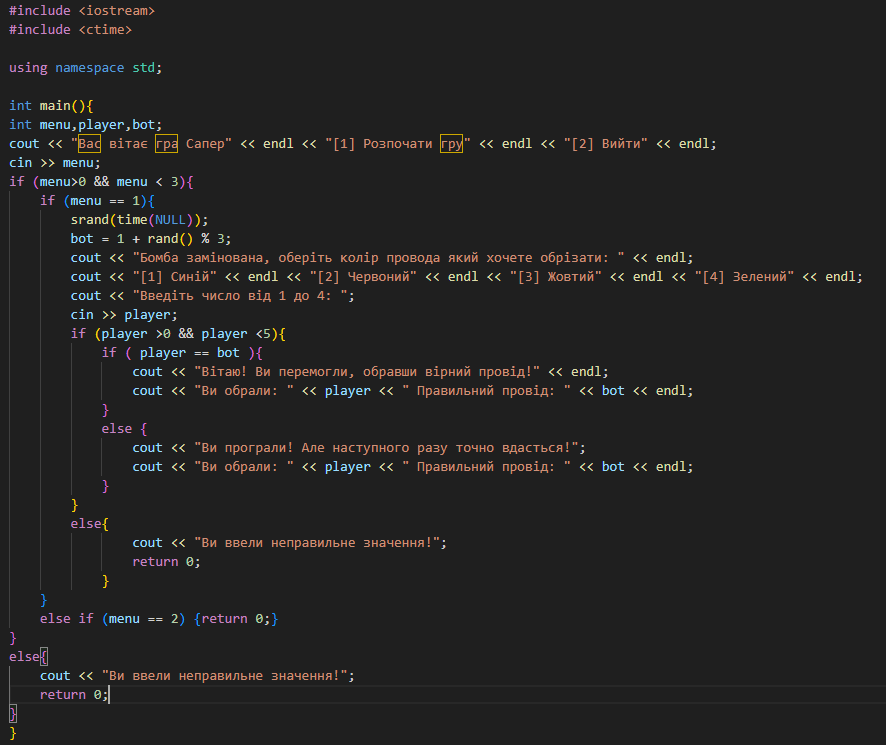 #include <iostream>
#include <ctime>

using namespace std;

int main(){
int menu,player,bot;
cout << "Вас вітає гра Сапер" << endl << "[1] Розпочати гру" << endl << "[2] Вийти" << endl;
cin >> menu;
if (menu>0 && menu < 3){
    if (menu == 1){
        srand(time(NULL));
        bot = 1 + rand() % 3;
        cout << "Бомба замінована, оберіть колір провода який хочете обрізати: " << endl;
        cout << "[1] Синій" << endl << "[2] Червоний" << endl << "[3] Жовтий" << endl << "[4] Зелений" << endl;
        cout << "Введіть число від 1 до 4: ";
        cin >> player;
        if (player >0 && player <5){
            if ( player == bot ){
                cout << "Вітаю! Ви перемогли, обравши вірний провід!" << endl;
                cout << "Ви обрали: " << player << " Правильний провід: " << bot << endl;
            }
            else {
                cout << "Ви програли! Але наступного разу точно вдасться!";
                cout << "Ви обрали: " << player << " Правильний провід: " << bot << endl;
            }
        }
        else{
                cout << "Ви ввели неправильне значення!";
                return 0;
            }
    }
    else if (menu == 2) {return 0;}
}
else{
    cout << "Ви ввели неправильне значення!";
    return 0;
}
}